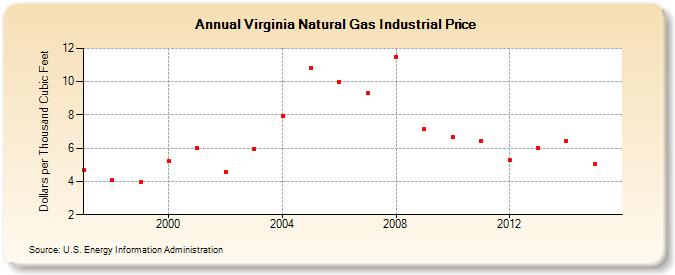 Annual Virginia Natural Gas Industrial Price
Dollars per Thousand Cubic Feet
12
10
8
6
4
2
2000 2004 2008 2012
Source: U.S. Energy Information Administration